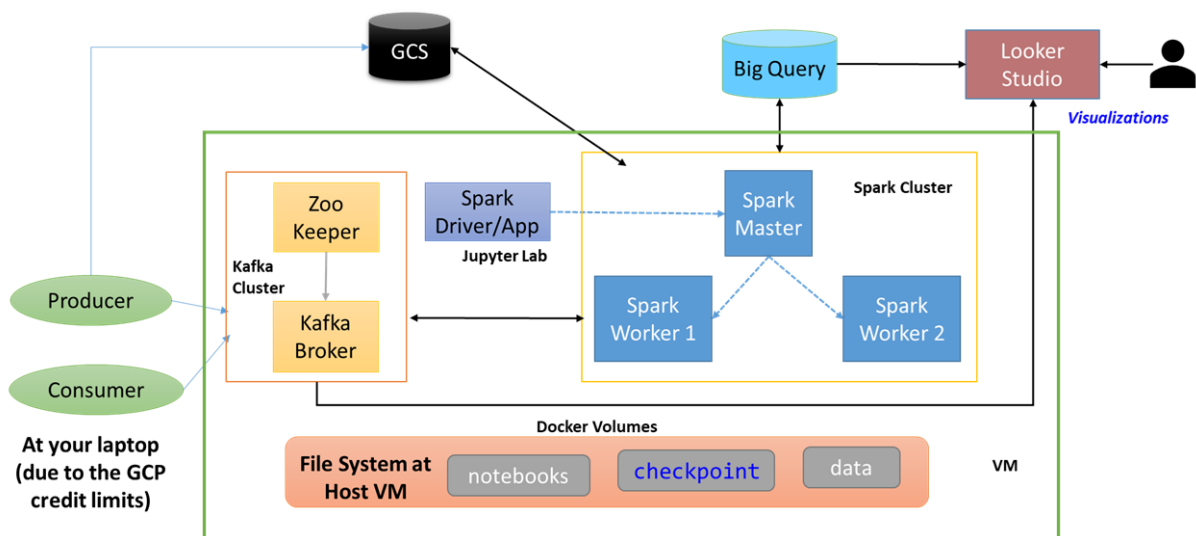 GCS
Big Query
Looker
Studio
Visualizations
Zoo
Keeper
Spark
Driver/App
Jupyter Lab
Spark
Master
Spark Cluster
Kafka
Cluster
Producer
Kafka
Broker
Spark
Worker 1
Spark
Worker 2
Consumer
At your laptop
(due to the GCP
credit limits)
Docker Volumes
File System at
Host VM
notebooks
checkpoint
data
VM